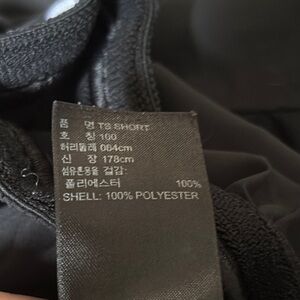 품 명 TS SHORT
호 칭 100
허리둘레 084cm
신 장 178cm
섬유혼용율 겉감:
폴리에스터 100%
SHELL: 100% POLYESTER